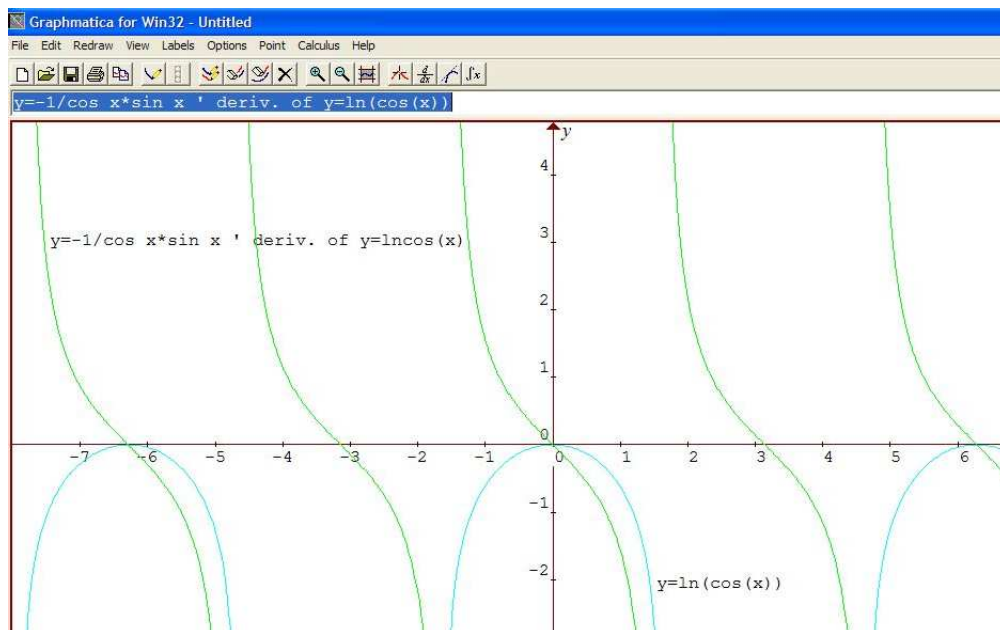 Graphmatica for Win32 - Untitled
File Edit Redraw View Labels Options Point Calculus Help
d/dx ∫x
y=-1/cos x*sin x ' deriv. of y=ln(cos(x))
y
4
y=-1/cos x*sin x ' deriv. of y=lncos(x)
3
2
1
0
-7 -6 -5 -4 -3 -2 -1 0 1 2 3 4 5 6
-1
-2
y=ln(cos(x))